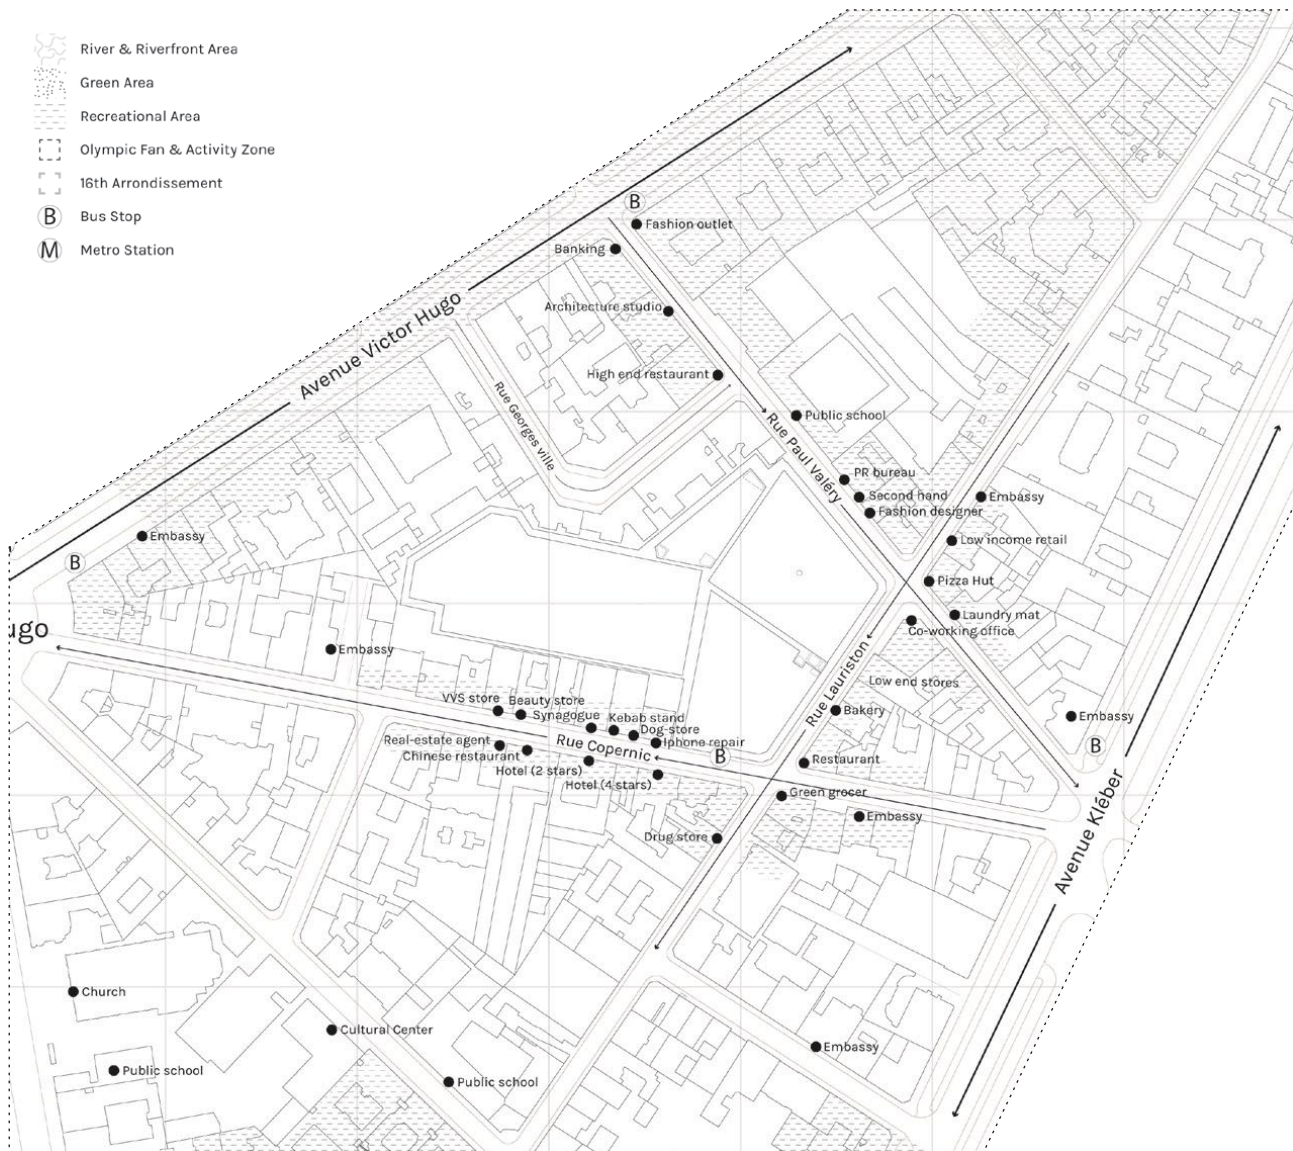 River & Riverfront Area
Green Area
Recreational Area
Olympic Fan & Activity Zone
16th Arrondissement
B Bus Stop
M Metro Station
B
Fashion outlet
Banking
Avenue Victor Hugo
Architecture studio
High end restaurant
Rue Georges ville
Public school
Rue Paul Valéry
PR bureau
Second hand
Embassy
Fashion designer
Embassy
Low income retail
B
Pizza Hut
Laundry mat
Co-working office
ugo
Embassy
Rue Lauriston
Low end stores
VVS store
Beauty store
Synagogue
Kebab stand
Dog-store
Iphone repair
Bakery
Embassy
Real-estate agent
Rue Copernic
Chinese restaurant
B
B
Hotel (2 stars)
Restaurant
Hotel (4 stars)
Green grocer
Embassy
Avenue Kléber
Drug store
Church
Cultural Center
Embassy
Public school
Public school